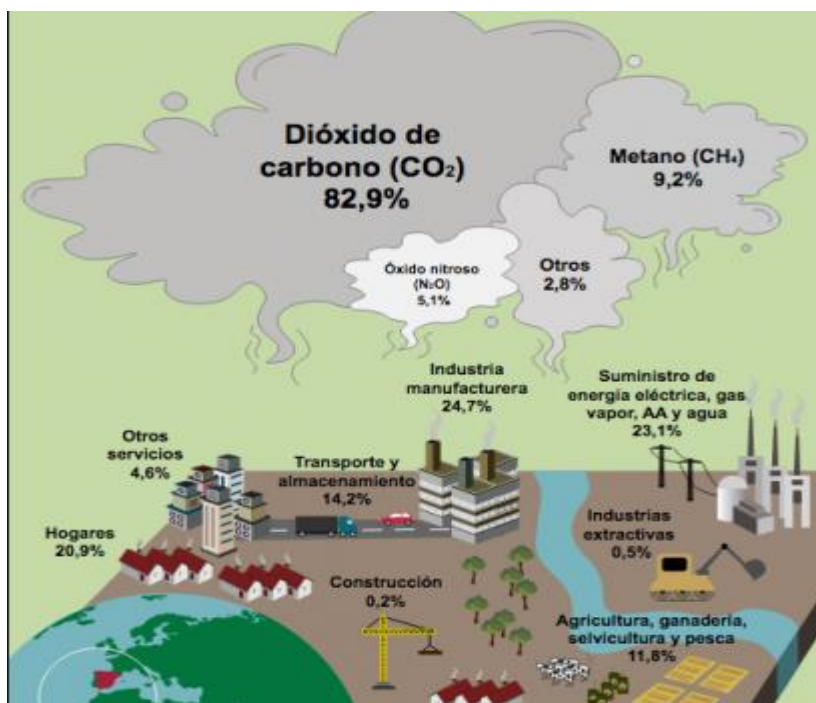 Dióxido de
carbono (CO₂)
82,9%
Metano (CH₄)
9,2%
Óxido nitroso
(N₂O)
5,1%
Otros
2,8%
Industria
manufacturera
24,7%
Suministro de
energía eléctrica, gas
vapor, AA y agua
23,1%
Otros
servicios
4,6%
Transporte y
almacenamiento
14,2%
Hogares
20,9%
Industrias
extractivas
0,5%
Construcción
0,2%
Agricultura, ganadería,
selvicultura y pesca
11,8%